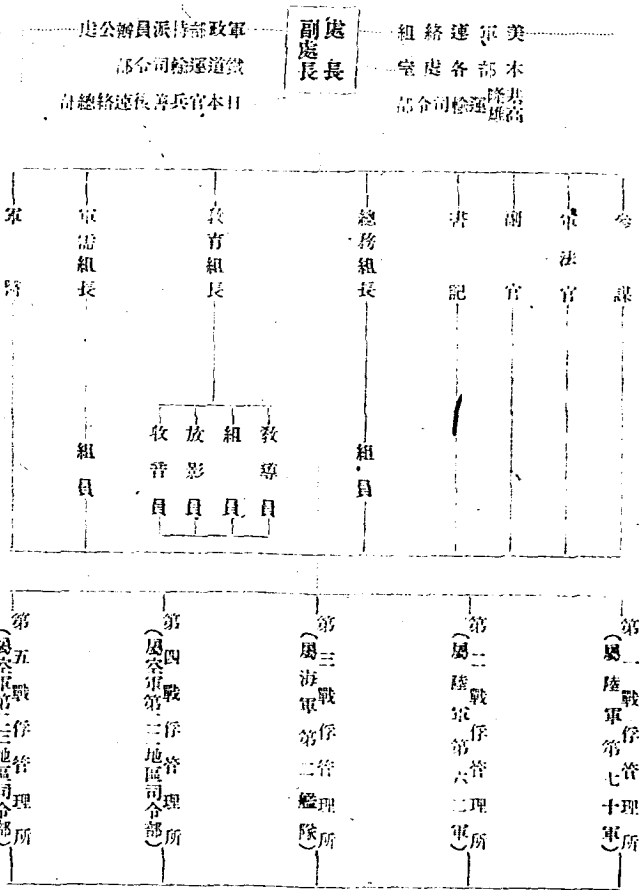 處長
副處長
美軍連絡組
本部各處室
基隆高雄運輸司令部
軍政部特派員辦公處
鐵道運輸司令部
日本官兵善後連絡總部
參謀
軍法官
副官
書記
總務組長
組員
教育組長
教導員
組員
放影員
收音員
軍需組長
組員
軍醫
第一戰俘管理所
(屬陸軍第七十軍)
第二戰俘管理所
(屬陸軍第六二軍)
第三戰俘管理所
(屬海軍第二艦隊)
第四戰俘管理所
(屬空軍第二二地區司令部)
第五戰俘管理所
(屬空軍第二三地區司令部)